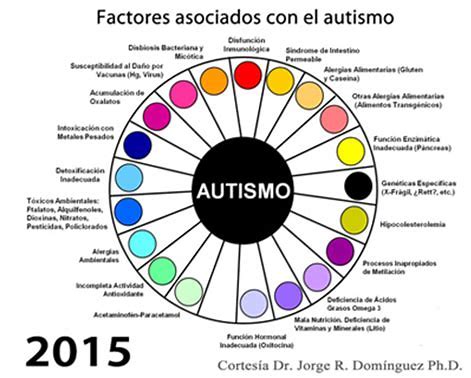 Factores asociados con el autismo
Disfunción
Inmunológica
Síndrome de Intestino
Permeable
Alergias Alimentarias (Gluten
y Caseína)
Otras Alergias Alimentarias
(Alimentos Transgénicos)
Función Enzimática
Inadecuada (Páncreas)
Genéticas Específicas
(X-Frágil, ¿Rett?, etc.)
Hipocolesterolemia
Procesos Inapropiados
de Metilación
Deficiencia de Ácidos
Grasos Omega 3
Mala Nutrición. Deficiencia de
Vitaminas y Minerales (Litio)
Función Hormonal
Inadecuada (Oxitocina)
Acetaminofén-Paracetamol
Incompleta Actividad
Antioxidante
Alergias
Ambientales
Tóxicos Ambientales:
Ftalatos, Alquilfenoles,
Dioxinas, Nitratos,
Pesticidas, Policlorados
Detoxificación
Inadecuada
Intoxicación con
Metales Pesados
Acumulación de
Oxalatos
Susceptibilidad al Daño por
Vacunas (Hg, Virus)
Disbiosis Bacteriana y
Micótica
AUTISMO
2015
Cortesía Dr. Jorge R. Domínguez Ph.D.